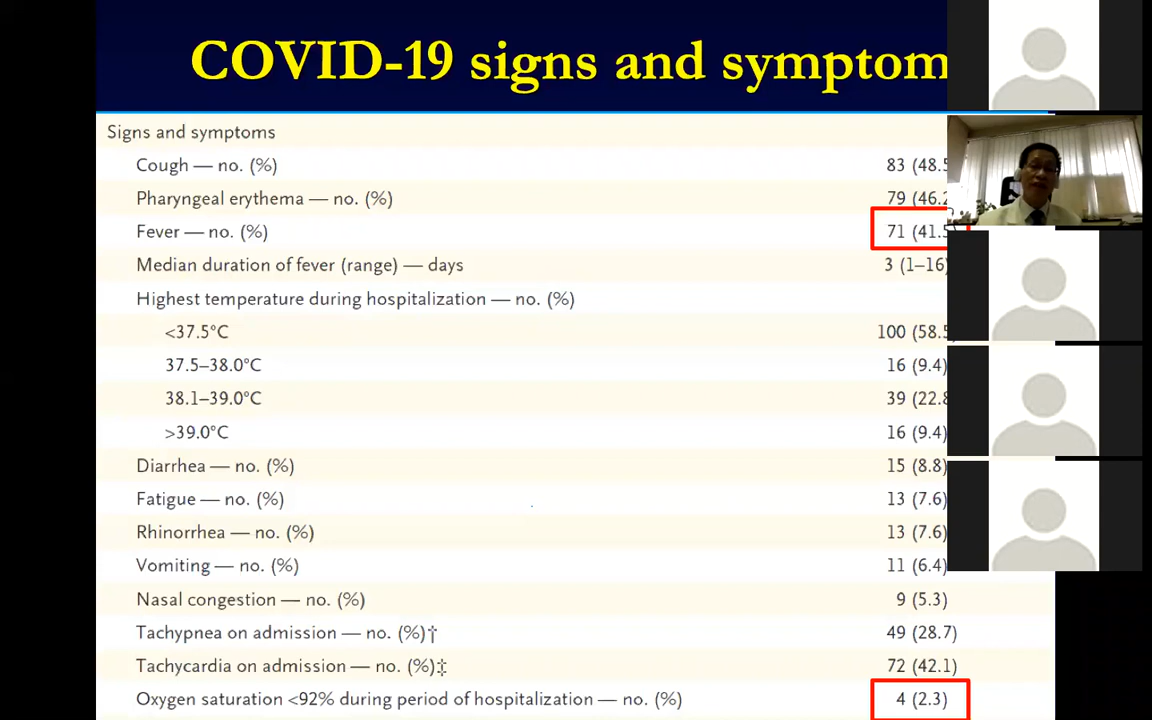 COVID-19 signs and symptom
Signs and symptoms
Cough — no. (%) 83 (48.5
Pharyngeal erythema — no. (%) 79 (46.2
Fever — no. (%) 71 (41.5)
Median duration of fever (range) — days 3 (1–16)
Highest temperature during hospitalization — no. (%)
<37.5°C 100 (58.5)
37.5–38.0°C 16 (9.4)
38.1–39.0°C 39 (22.8
>39.0°C 16 (9.4)
Diarrhea — no. (%) 15 (8.8)
Fatigue — no. (%) 13 (7.6)
Rhinorrhea — no. (%) 13 (7.6)
Vomiting — no. (%) 11 (6.4)
Nasal congestion — no. (%) 9 (5.3)
Tachypnea on admission — no. (%)† 49 (28.7)
Tachycardia on admission — no. (%)‡ 72 (42.1)
Oxygen saturation <92% during period of hospitalization — no. (%) 4 (2.3)